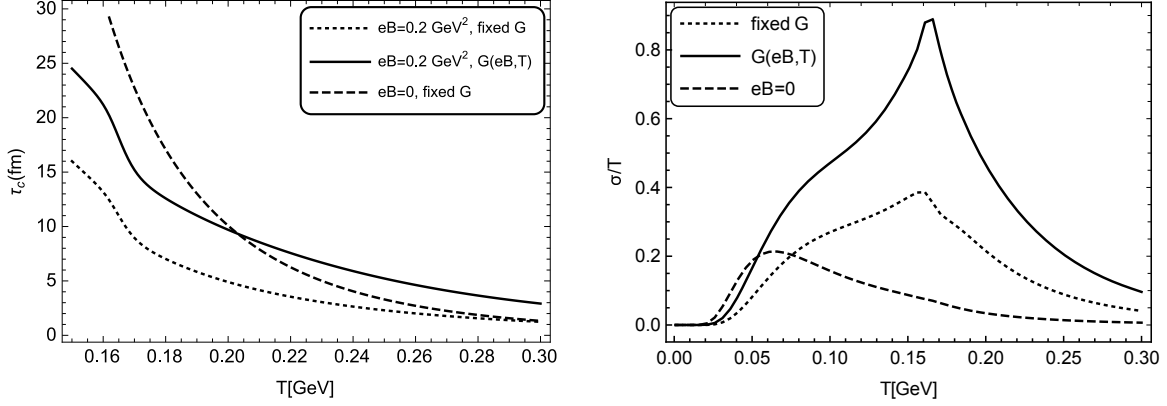 30
25
20
15
10
5
0
τc(fm)
eB=0.2 GeV², fixed G
eB=0.2 GeV², G(eB,T)
eB=0, fixed G
0.16 0.18 0.20 0.22 0.24 0.26 0.28 0.30
T[GeV]
fixed G
G(eB,T)
eB=0
0.8
0.6
0.4
0.2
0.0
σ/T
0.00 0.05 0.10 0.15 0.20 0.25 0.30
T[GeV]